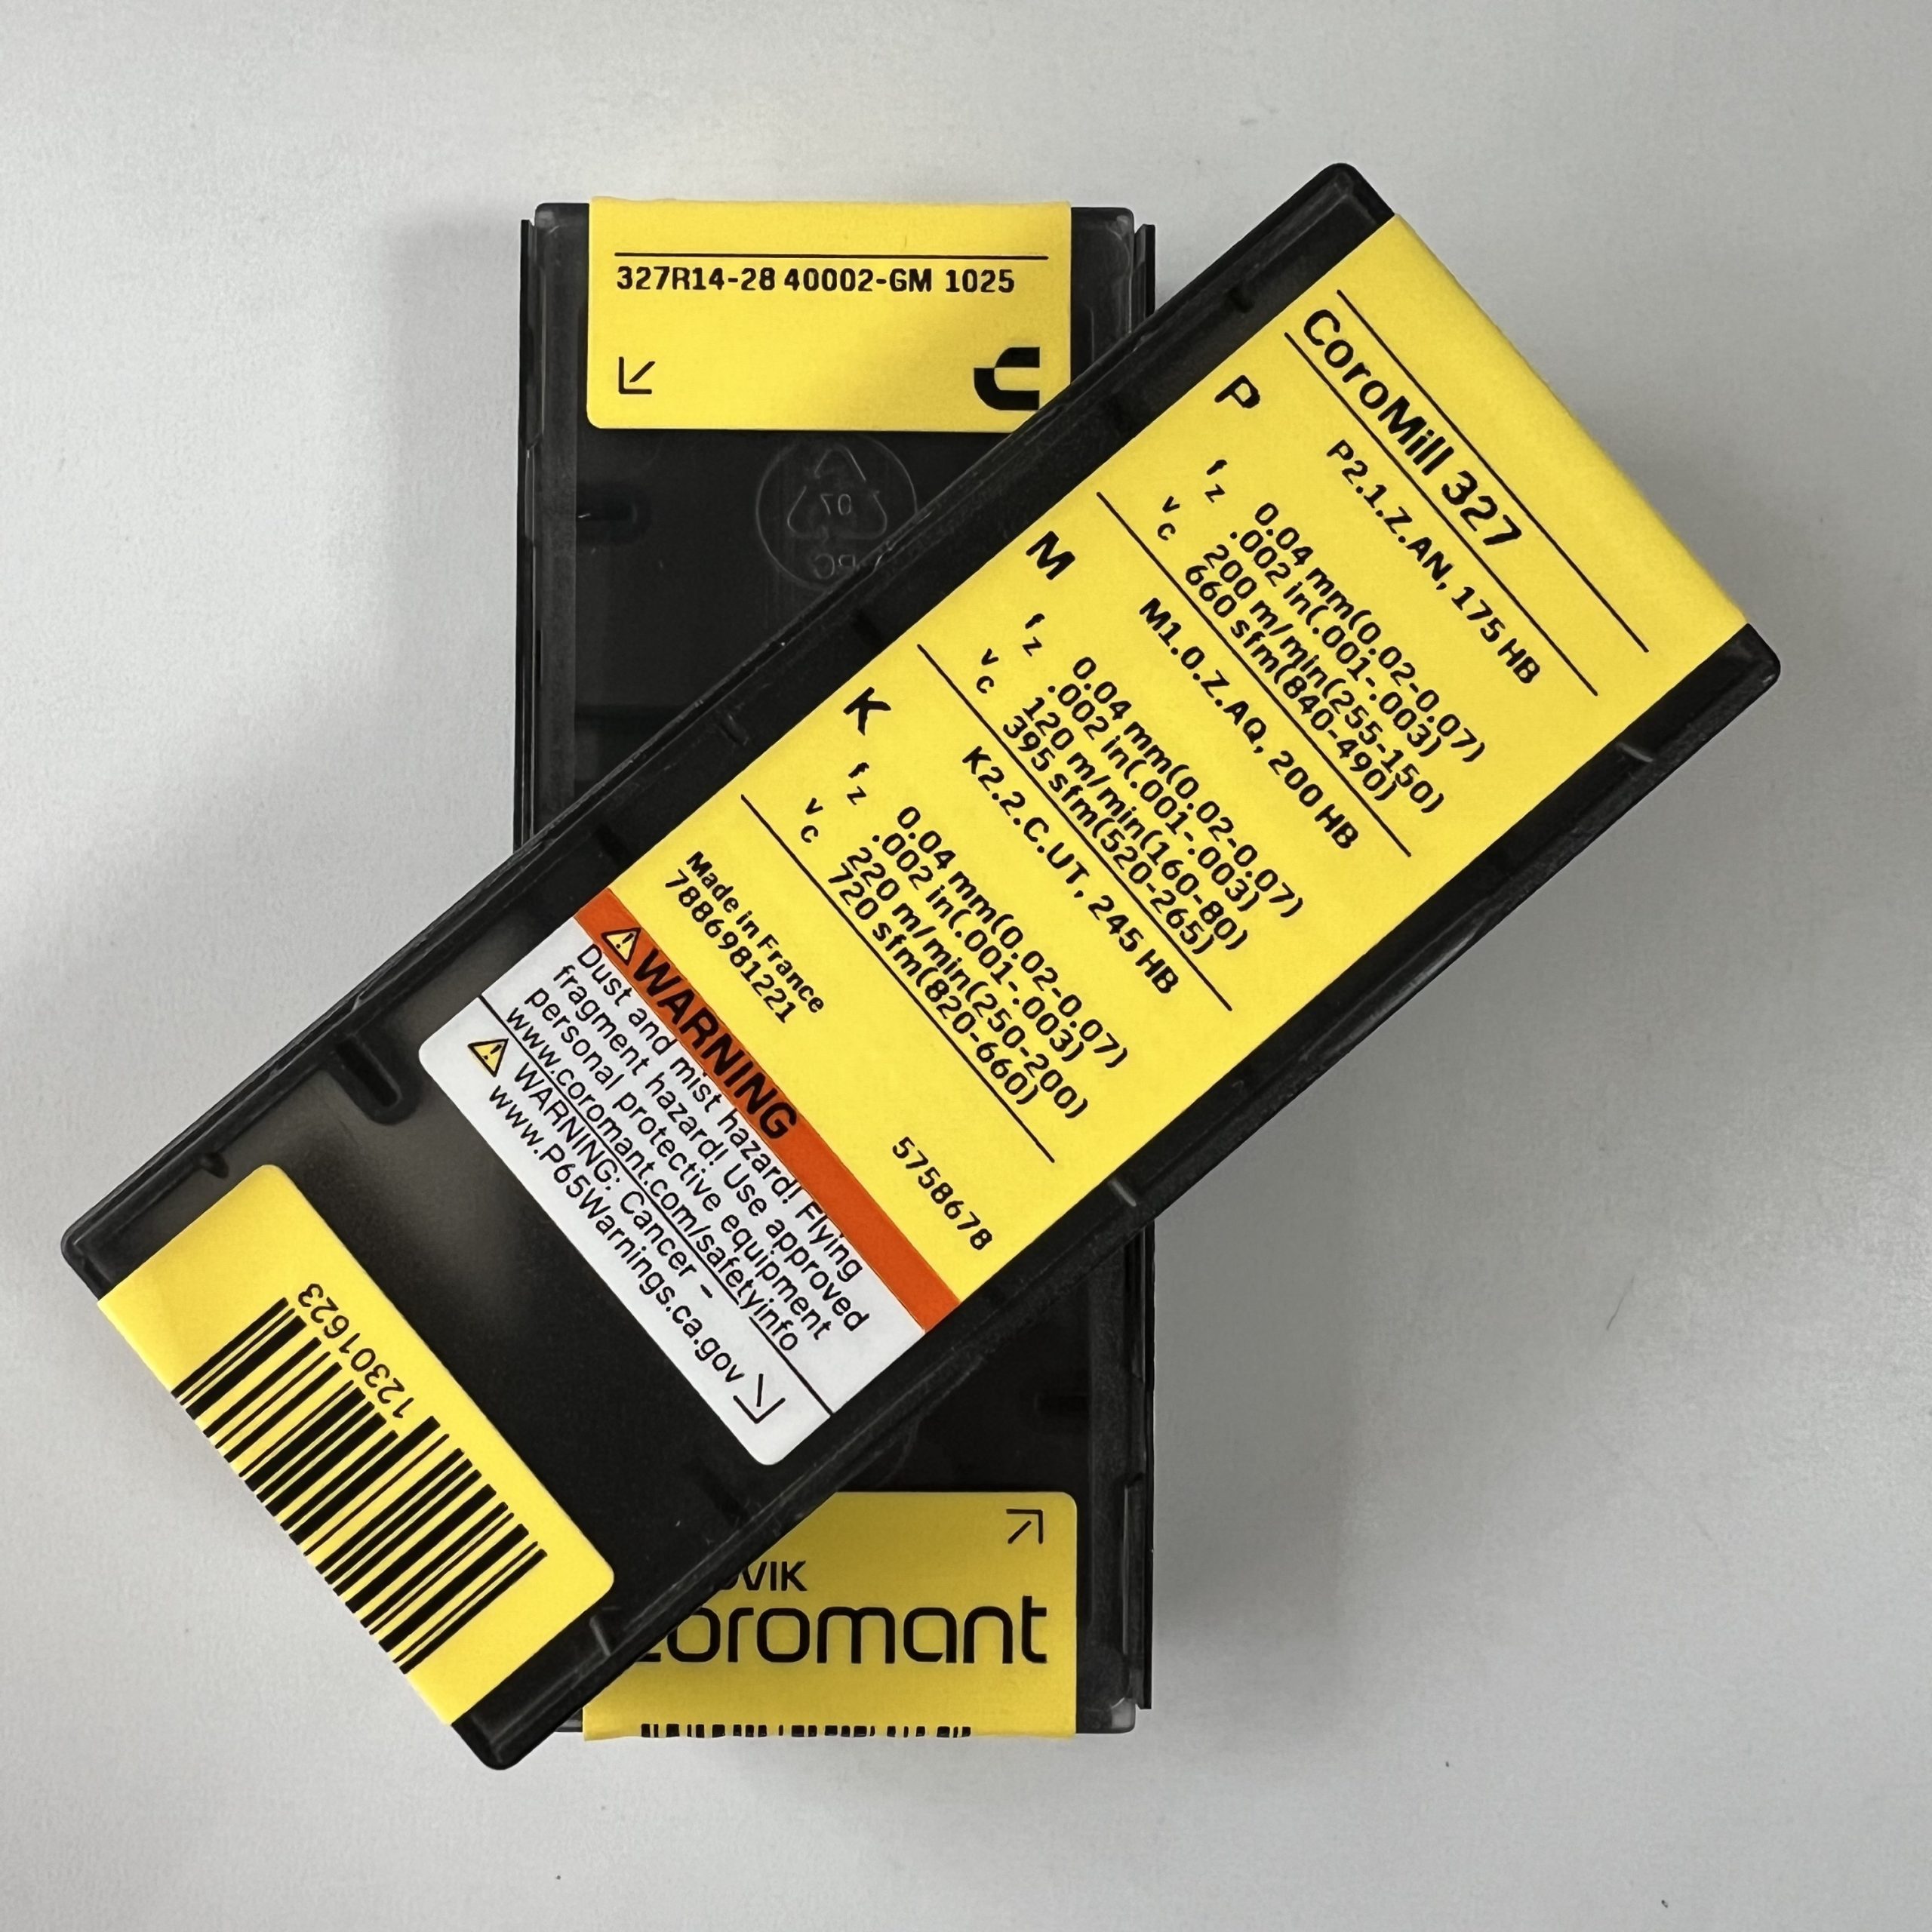 327R14-28 40002-GM 1025
CoroMill 327
P
P2.1.Z.AN, 175 HB
fz
0.04 mm(0.02-0.07)
.002 in(.001-.003)
vc
200 m/min(255-150)
660 sfm(840-490)
M
M1.0.Z.AQ, 200 HB
fz
0.04 mm(0.02-0.07)
.002 in(.001-.003)
vc
120 m/min(160-80)
395 sfm(520-265)
K
K2.2.C.UT, 245 HB
fz
0.04 mm(0.02-0.07)
.002 in(.001-.003)
vc
220 m/min(250-200)
720 sfm(820-660)
Made in France
7886981221
5758678
WARNING
Dust and mist hazard! Flying
fragment hazard! Use approved
personal protective equipment
www.coromant.com/safetyinfo
WARNING: Cancer -
www.P65Warnings.ca.gov
12301623
07